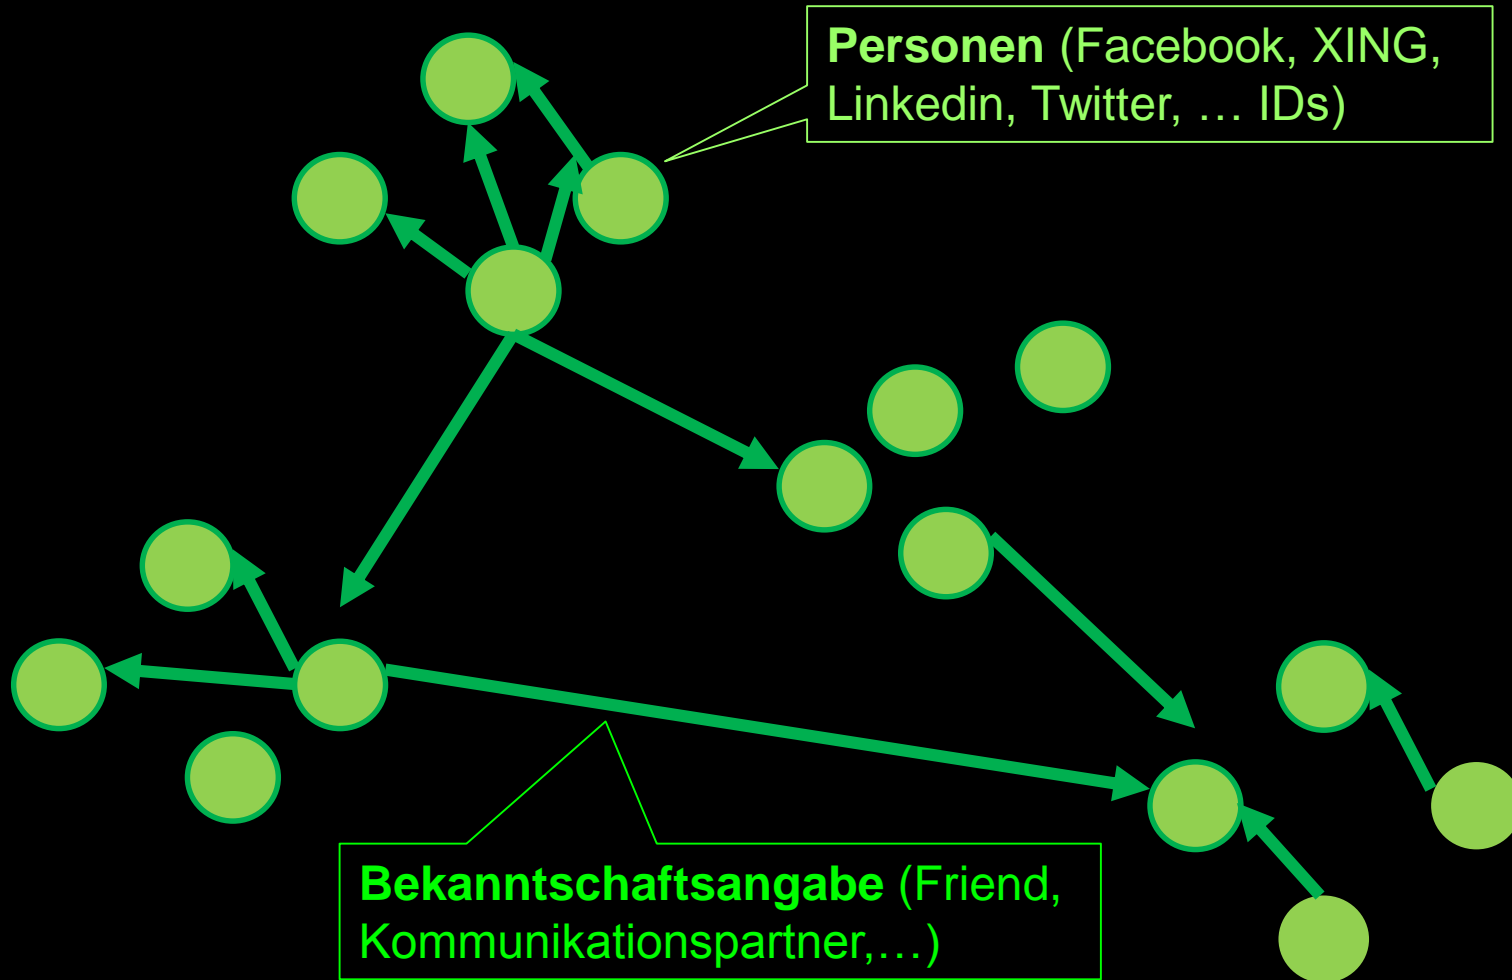 Personen (Facebook, XING,
Linkedin, Twitter, … IDs)
Bekanntschaftsangabe (Friend,
Kommunikationspartner,…)